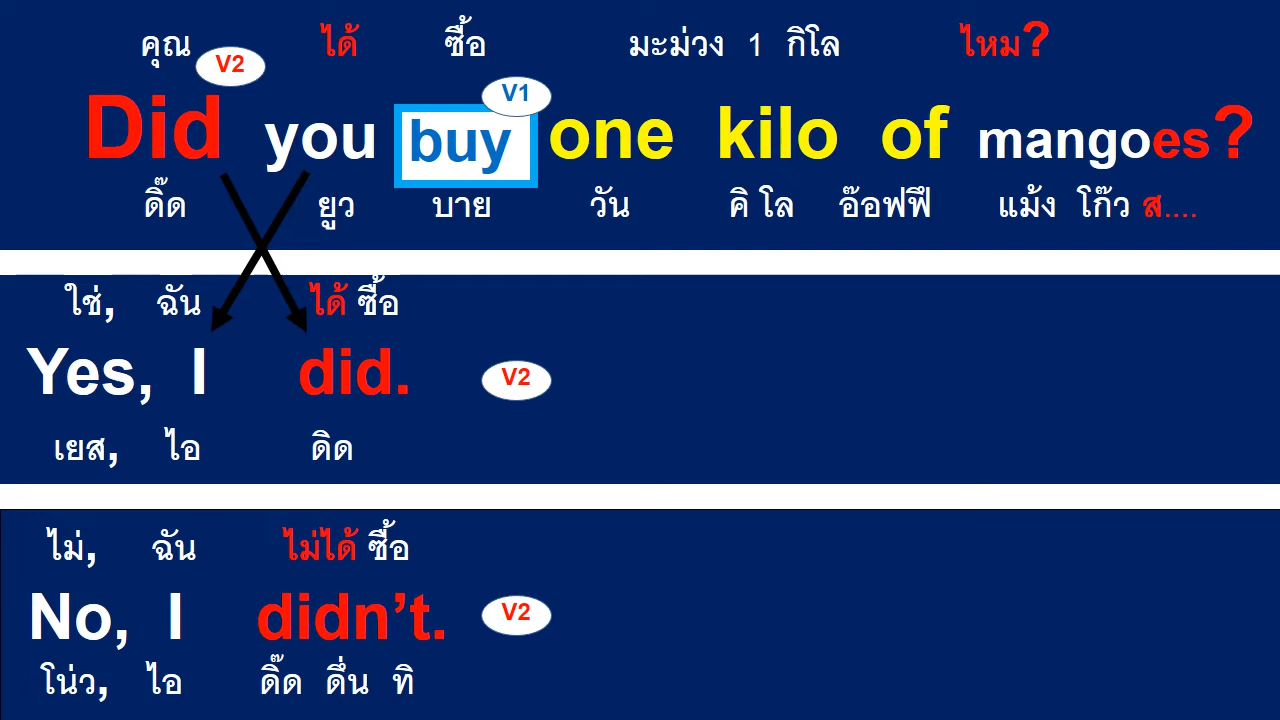 คุณ ได้ ซื้อ มะม่วง 1 กิโล ไหม?
V2 V1
Did you buy one kilo of mangoes?
ดิ๊ด ยูว บาย วัน คิ โล อ๊อฟฟึ แม้ง โก๊ว ส....
ใช่, ฉัน ได้ ซื้อ
Yes, I did. V2
เยส, ไอ ดิด
ไม่, ฉัน ไม่ได้ ซื้อ
No, I didn’t. V2
โน่ว, ไอ ดิ๊ด ดึ่น ทิ